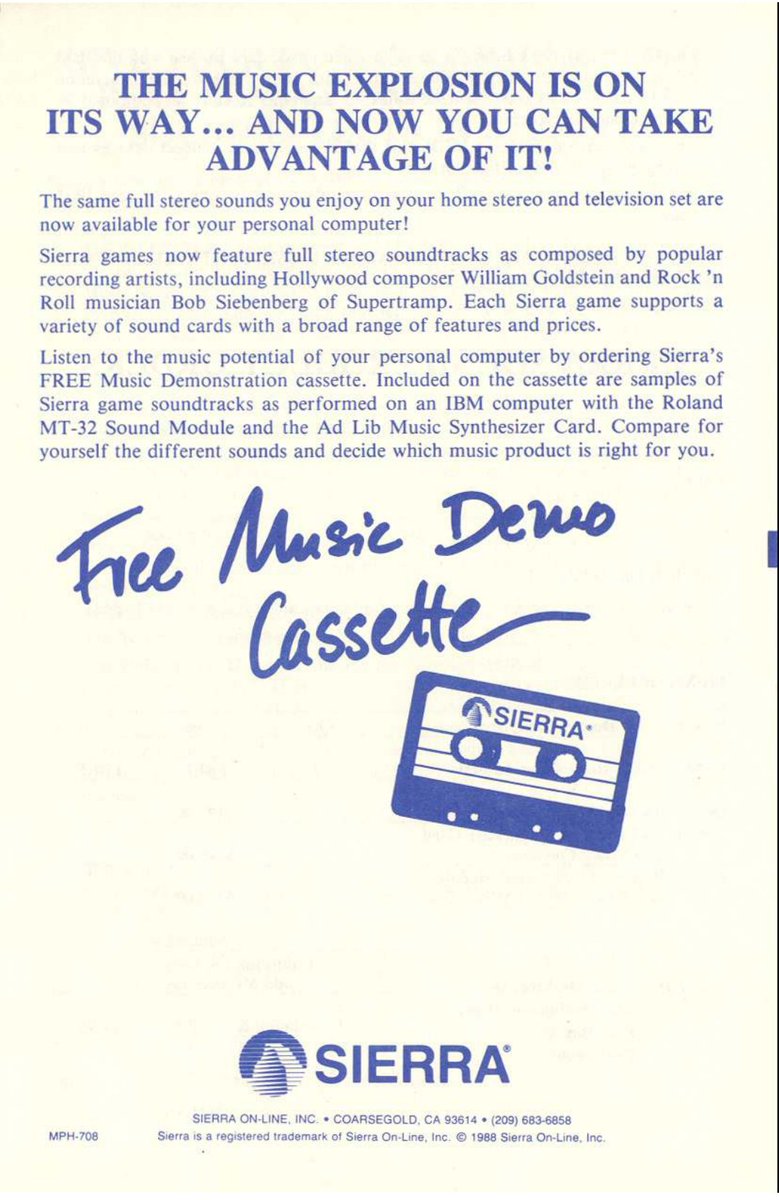 THE MUSIC EXPLOSION IS ON
ITS WAY... AND NOW YOU CAN TAKE
ADVANTAGE OF IT!
The same full stereo sounds you enjoy on your home stereo and television set are
now available for your personal computer!
Sierra games now feature full stereo soundtracks as composed by popular
recording artists, including Hollywood composer William Goldstein and Rock 'n
Roll musician Bob Siebenberg of Supertramp. Each Sierra game supports a
variety of sound cards with a broad range of features and prices.
Listen to the music potential of your personal computer by ordering Sierra's
FREE Music Demonstration cassette. Included on the cassette are samples of
Sierra game soundtracks as performed on an IBM computer with the Roland
MT-32 Sound Module and the Ad Lib Music Synthesizer Card. Compare for
yourself the different sounds and decide which music product is right for you.
Free Music Demo
Cassette
SIERRA®
SIERRA®
SIERRA ON-LINE, INC. • COARSEGOLD, CA 93614 • (209) 683-6858
MPH-708 Sierra is a registered trademark of Sierra On-Line, Inc. © 1988 Sierra On-Line, Inc.